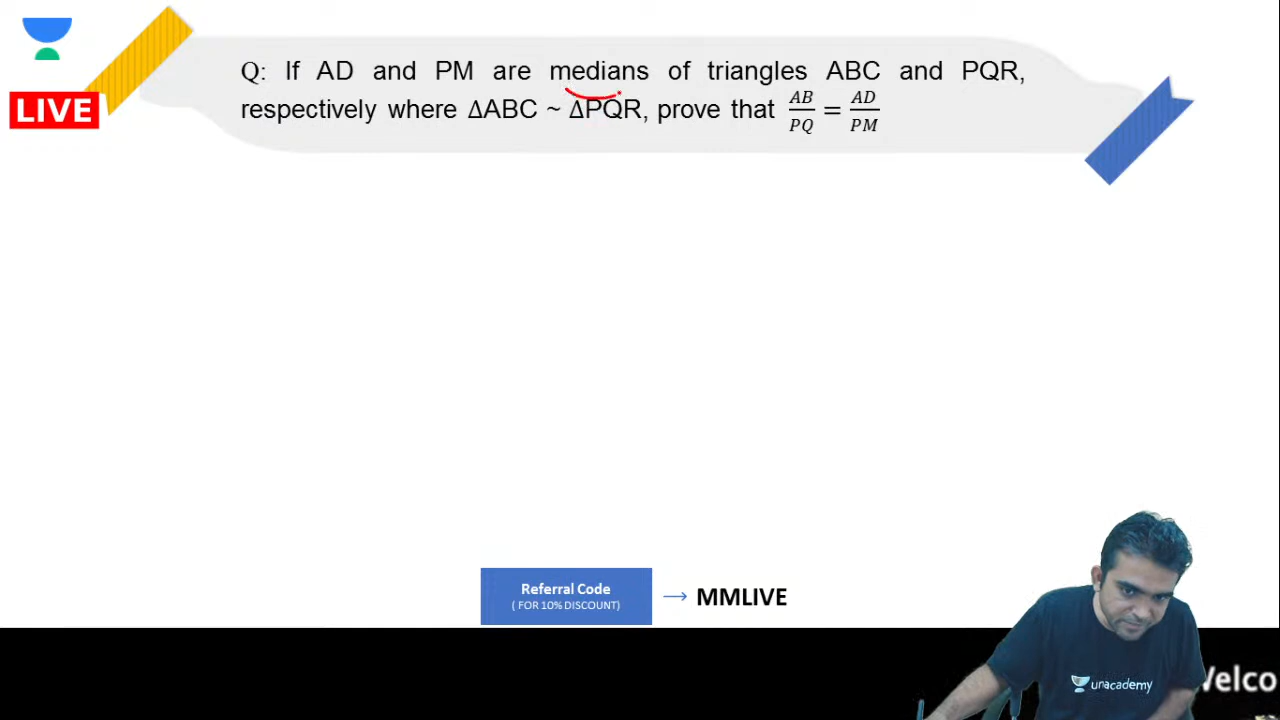 LIVE
Q: If AD and PM are medians of triangles ABC and PQR,
respectively where ΔABC ~ ΔPQR, prove that AB/PQ = AD/PM
Referral Code
( FOR 10% DISCOUNT)
→ MMLIVE
unacademy